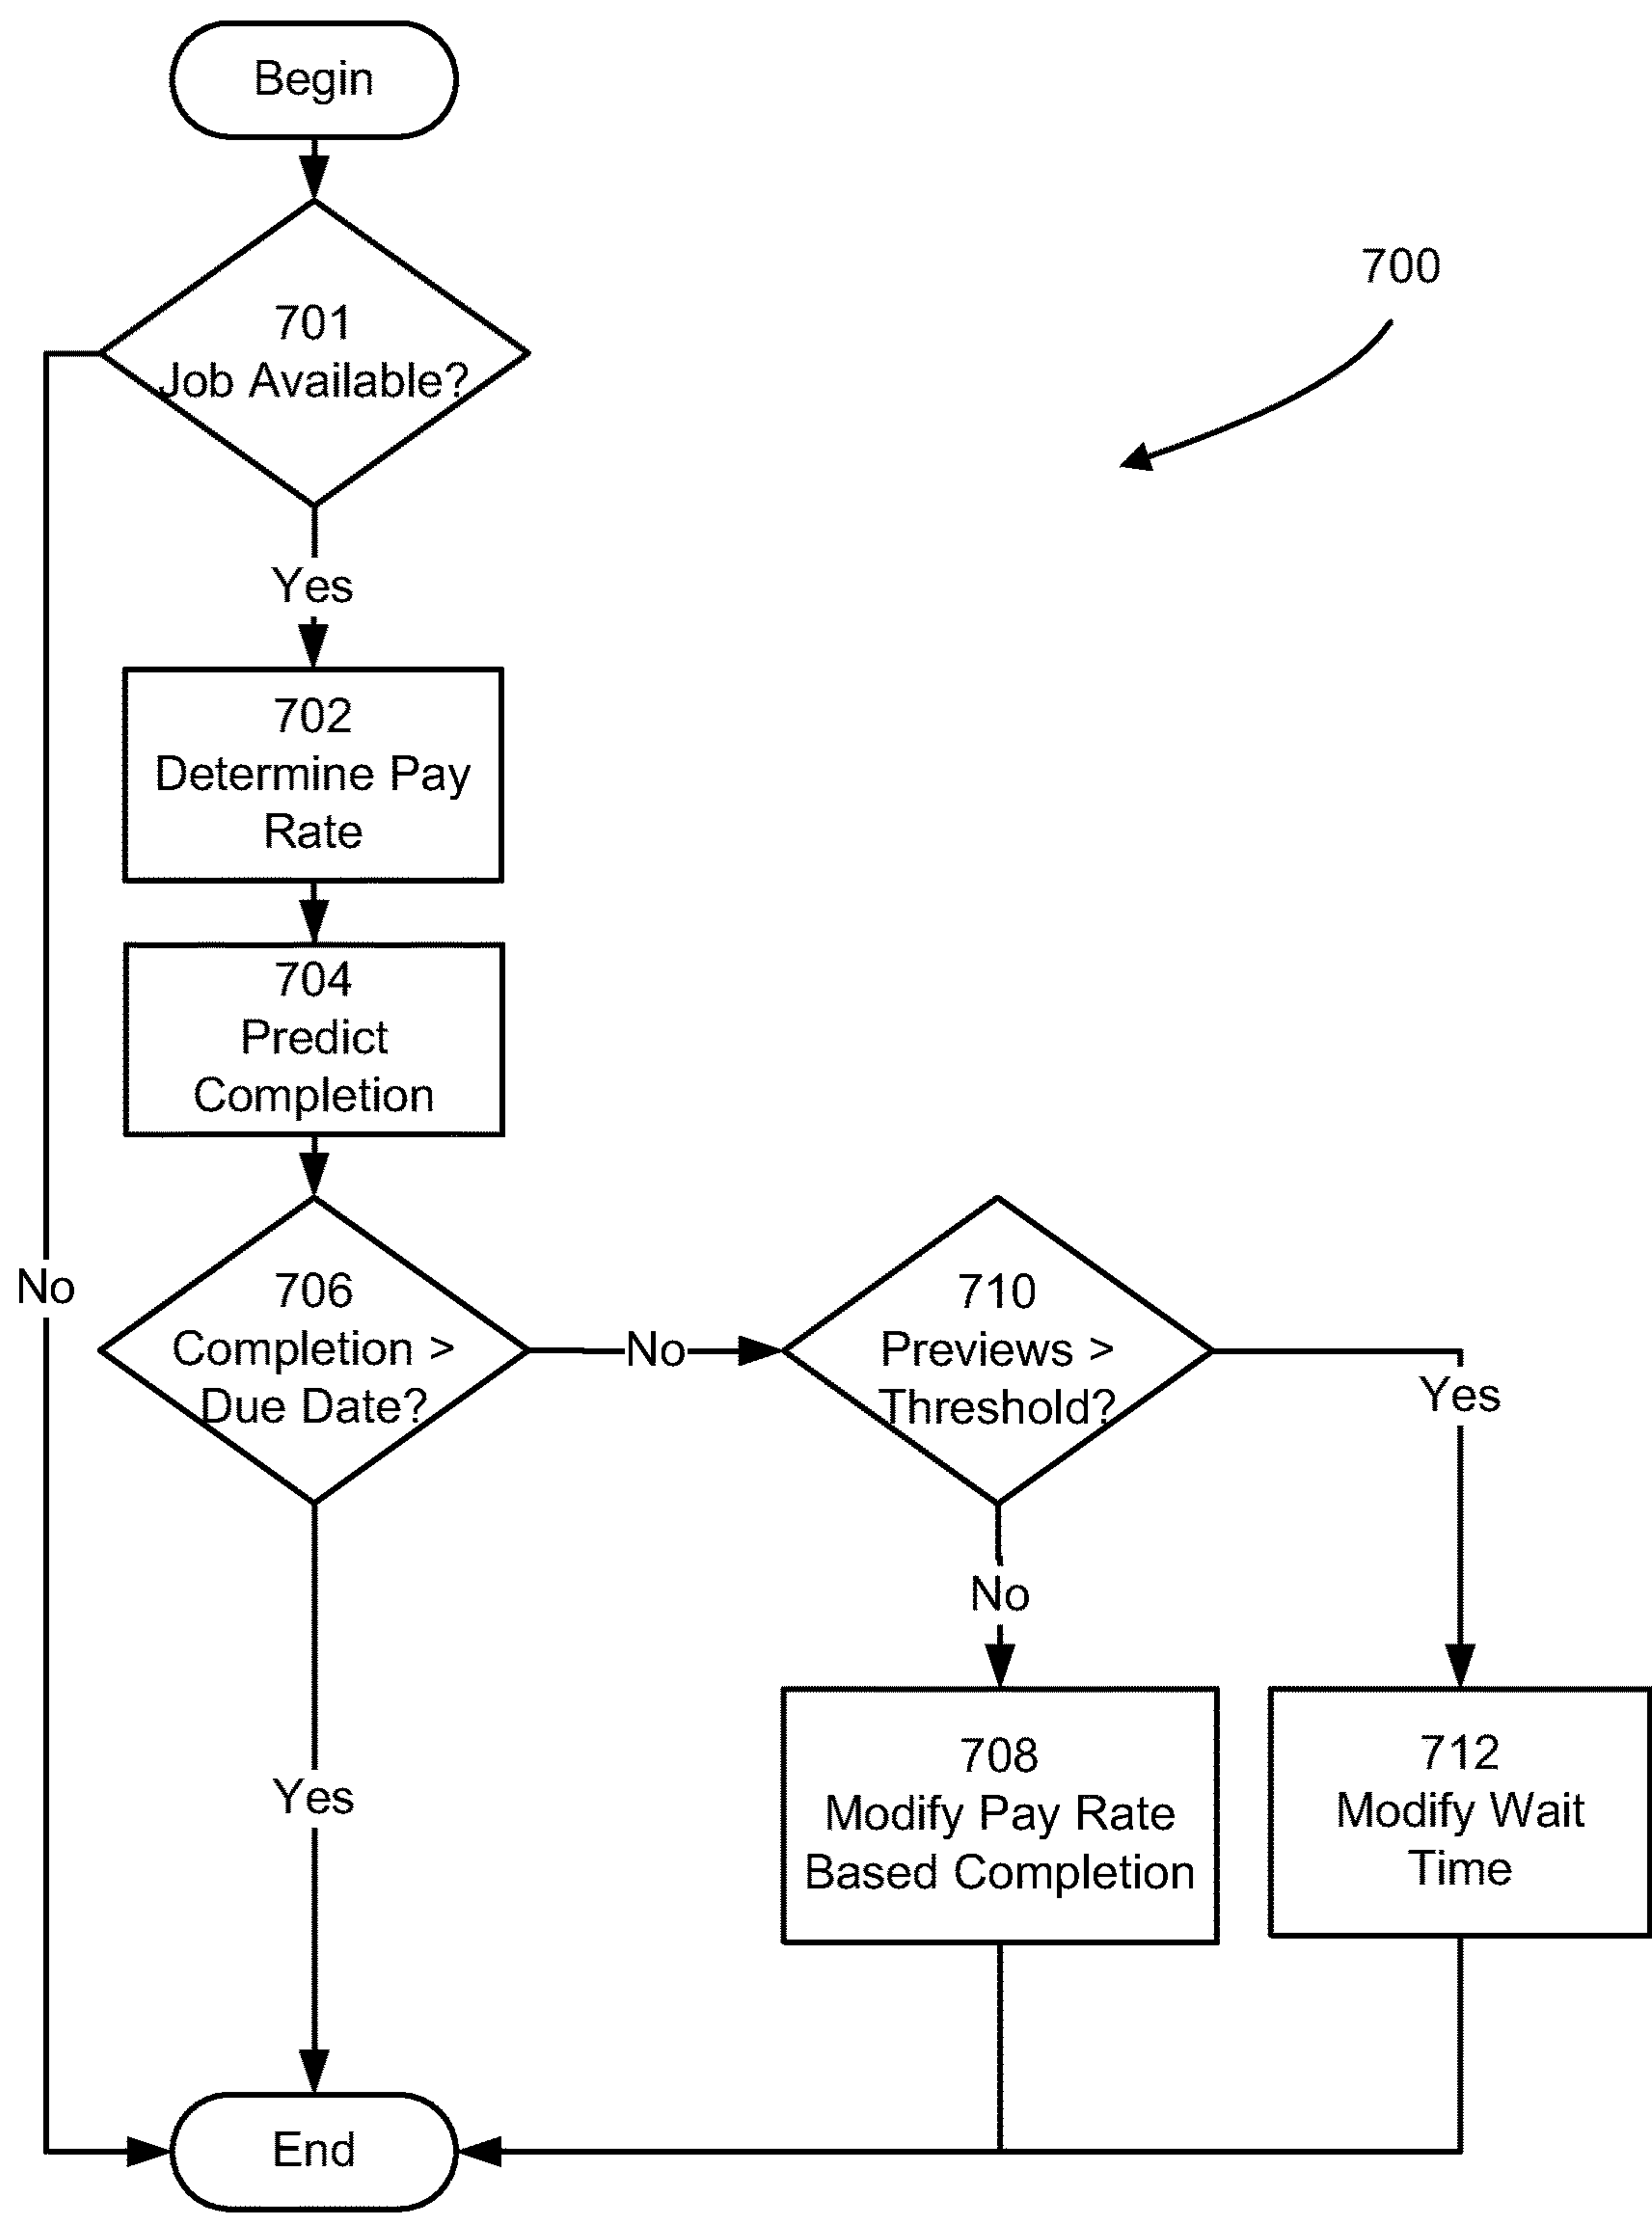 Begin
700
701
Job Available?
Yes
702
Determine Pay
Rate
704
Predict
Completion
No
706
Completion >
Due Date?
No
710
Previews >
Threshold?
Yes
No
Yes
708
Modify Pay Rate
Based Completion
712
Modify Wait
Time
End